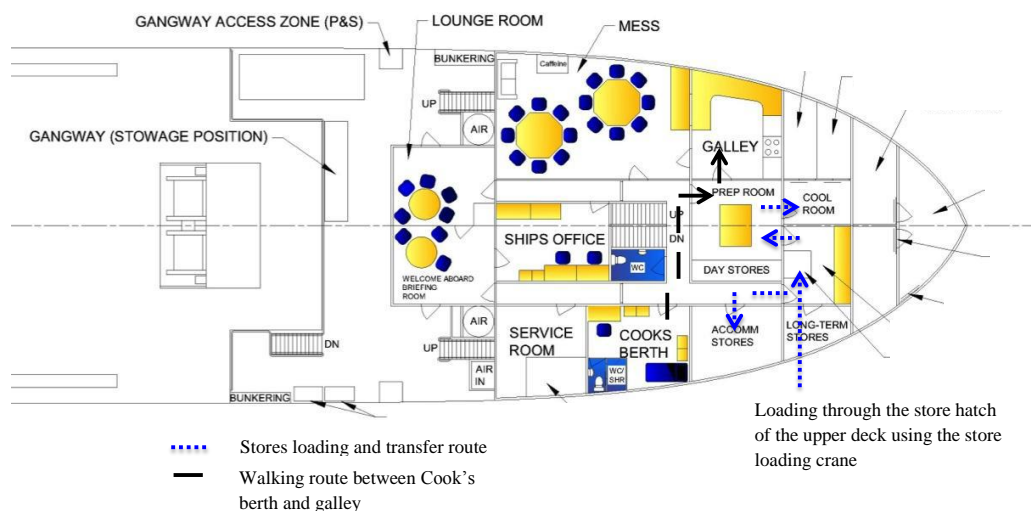 GANGWAY ACCESS ZONE (P&S)
LOUNGE ROOM
MESS
BUNKERING
Caffeine
UP
AIR
GANGWAY (STOWAGE POSITION)
GALLEY
PREP ROOM
COOL
ROOM
UP
SHIPS OFFICE
DN
WC
WELCOME ABOARD
BRIEFING
ROOM
DAY STORES
AIR
SERVICE
ROOM
COOKS
BERTH
ACCOMM
STORES
LONG-TERM
STORES
DN
UP
AIR
IN
WC/
SHR
BUNKERING
Loading through the store hatch
of the upper deck using the store
loading crane
Stores loading and transfer route
Walking route between Cook's
berth and galley